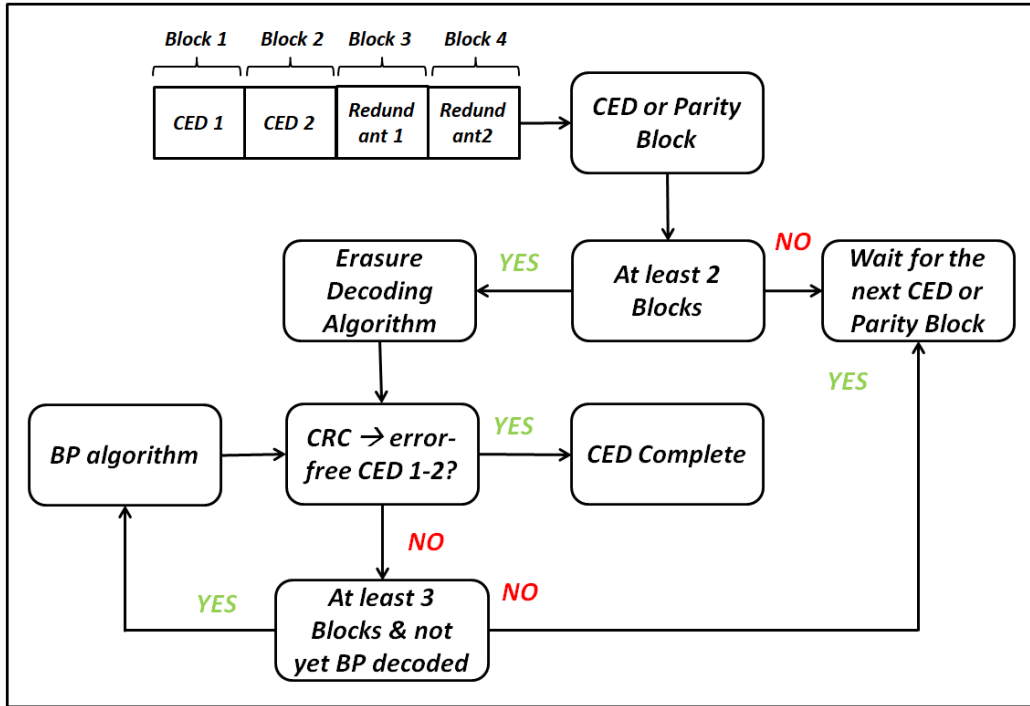 Block 1 Block 2 Block 3 Block 4
CED 1 CED 2 Redund
ant 1 Redund
ant2
CED or Parity
Block
At least 2
Blocks
NO
YES
Wait for the
next CED or
Parity Block
Erasure
Decoding
Algorithm
YES
BP algorithm
CRC → error-
free CED 1-2?
YES
CED Complete
NO
At least 3
Blocks & not
yet BP decoded
YES
NO